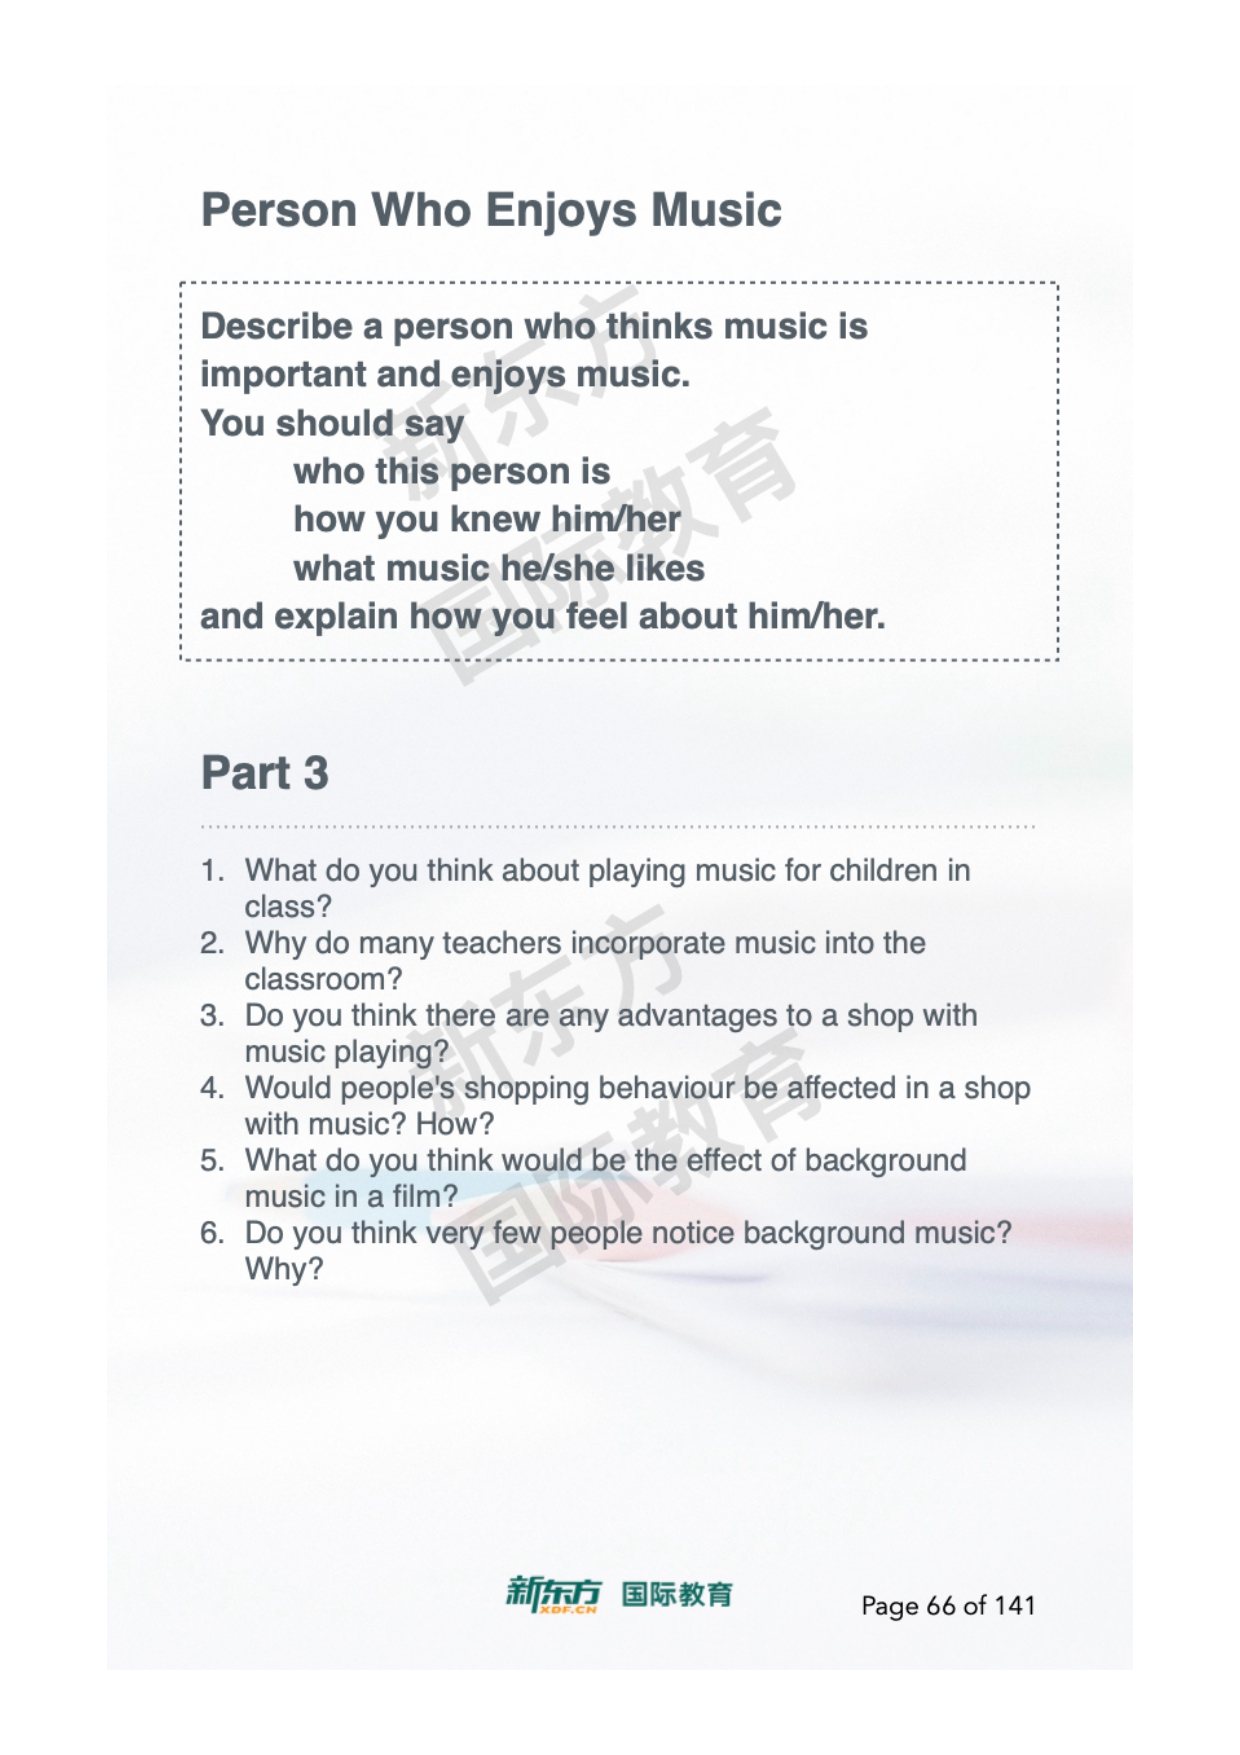 Person Who Enjoys Music
Describe a person who thinks music is
important and enjoys music.
You should say
who this person is
how you knew him/her
what music he/she likes
and explain how you feel about him/her.
新东方
国际教育
Part 3
1. What do you think about playing music for children in
class?
2. Why do many teachers incorporate music into the
classroom?
3. Do you think there are any advantages to a shop with
music playing?
4. Would people's shopping behaviour be affected in a shop
with music? How?
5. What do you think would be the effect of background
music in a film?
6. Do you think very few people notice background music?
Why?
新东方
国际教育
新东方 国际教育
XDF.CN
Page 66 of 141